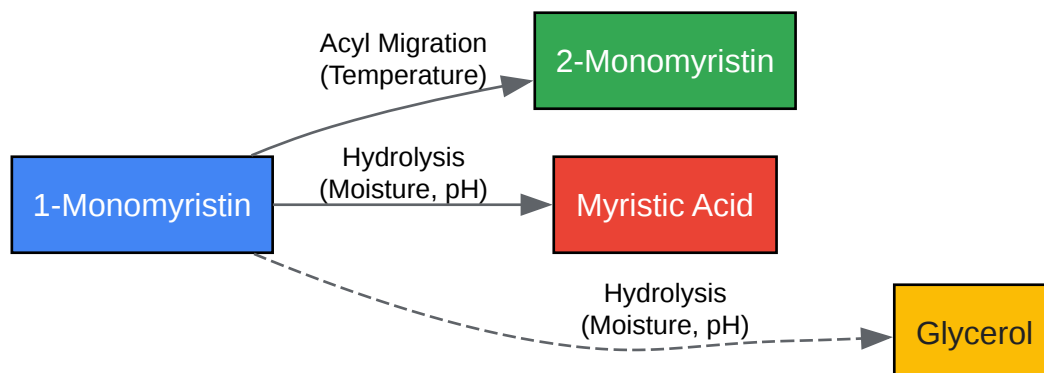 Acyl Migration
(Temperature)
2-Monomyristin
Hydrolysis
(Moisture, pH)
1-Monomyristin
Myristic Acid
Hydrolysis
(Moisture, pH)
Glycerol